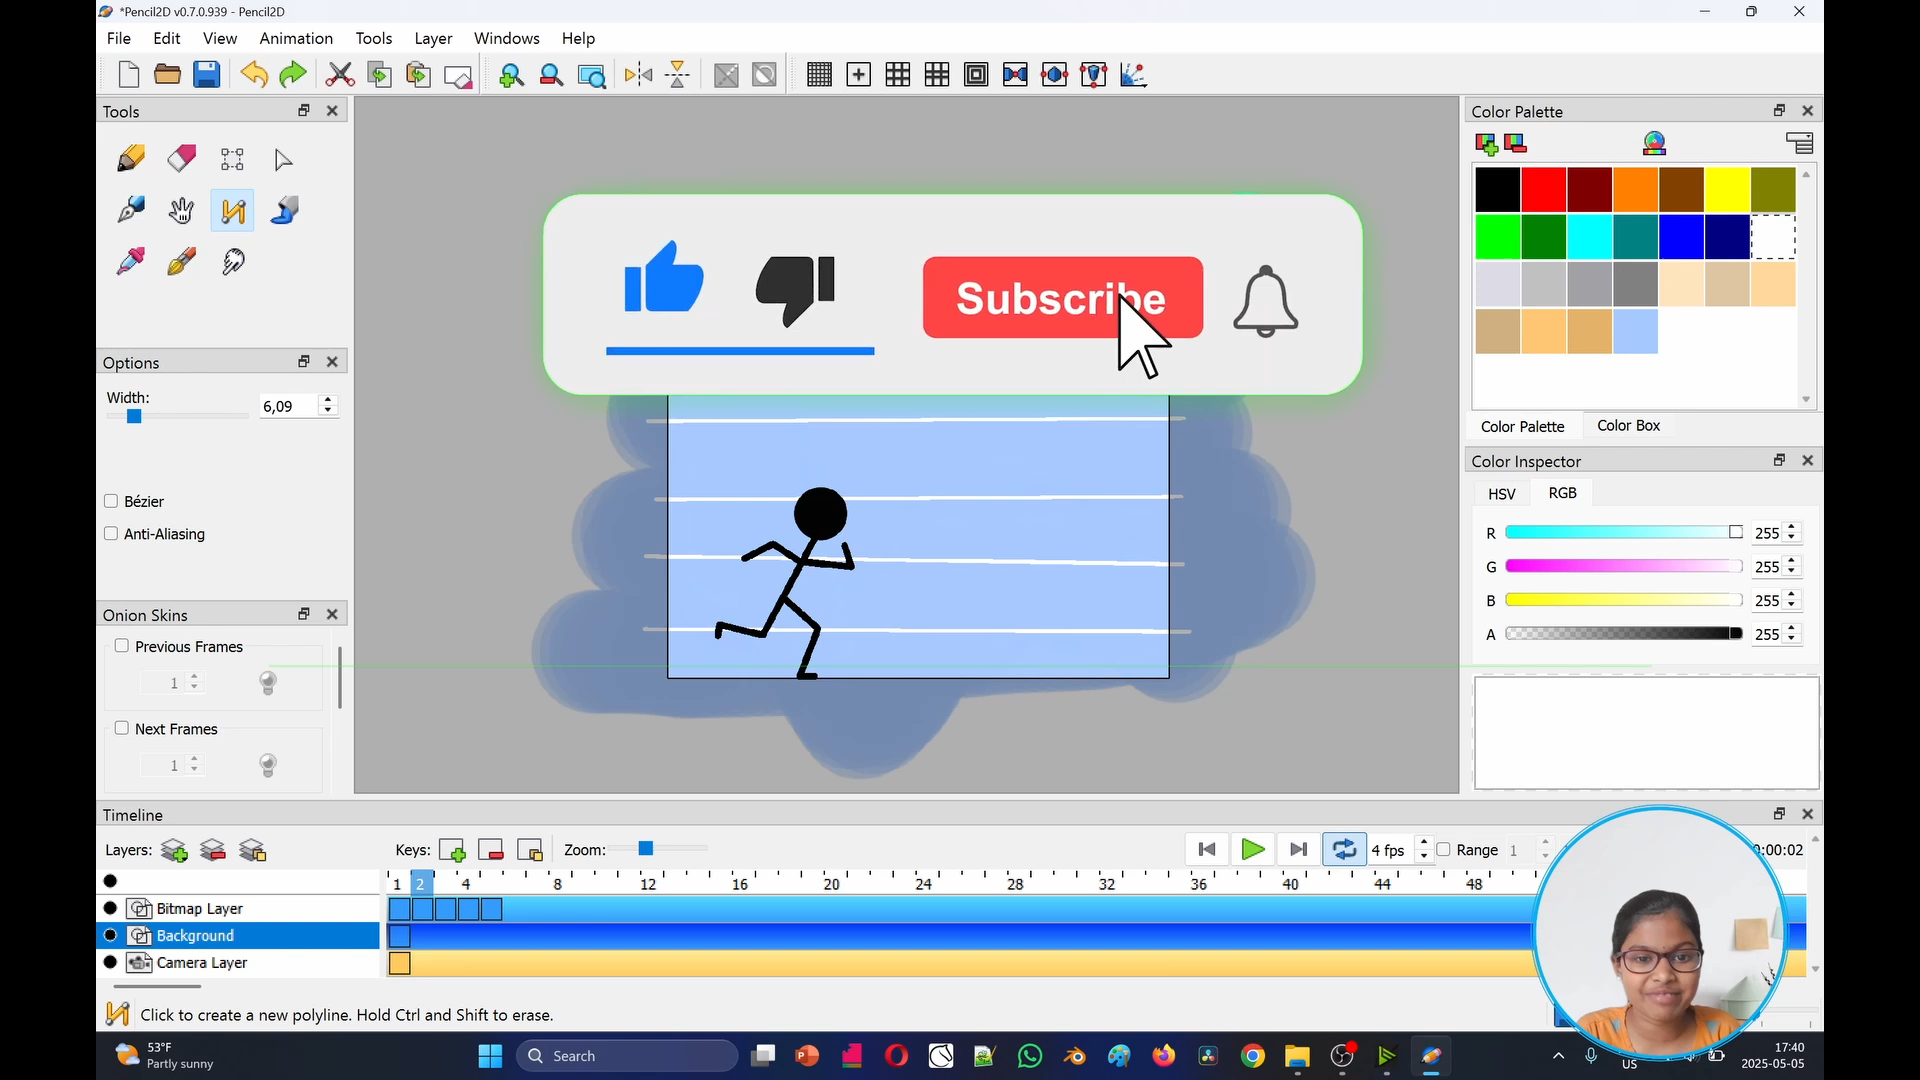 *Pencil2D v0.7.0.939 - Pencil2D
File Edit View Animation Tools Layer Windows Help
Tools
Color Palette
Subscribe
Options
Width:
6,09
Bézier
Anti-Aliasing
Color Palette Color Box
Color Inspector
HSV RGB
R 255
G 255
B 255
A 255
Onion Skins
Previous Frames
1
Next Frames
1
Timeline
Layers: Keys: Zoom: 4 fps Range 1 0:00:02
1 2 4 8 12 16 20 24 28 32 36 40 44 48
Bitmap Layer
Background
Camera Layer
Click to create a new polyline. Hold Ctrl and Shift to erase.
53°F
Partly sunny
Search
US
17:40
2025-05-05